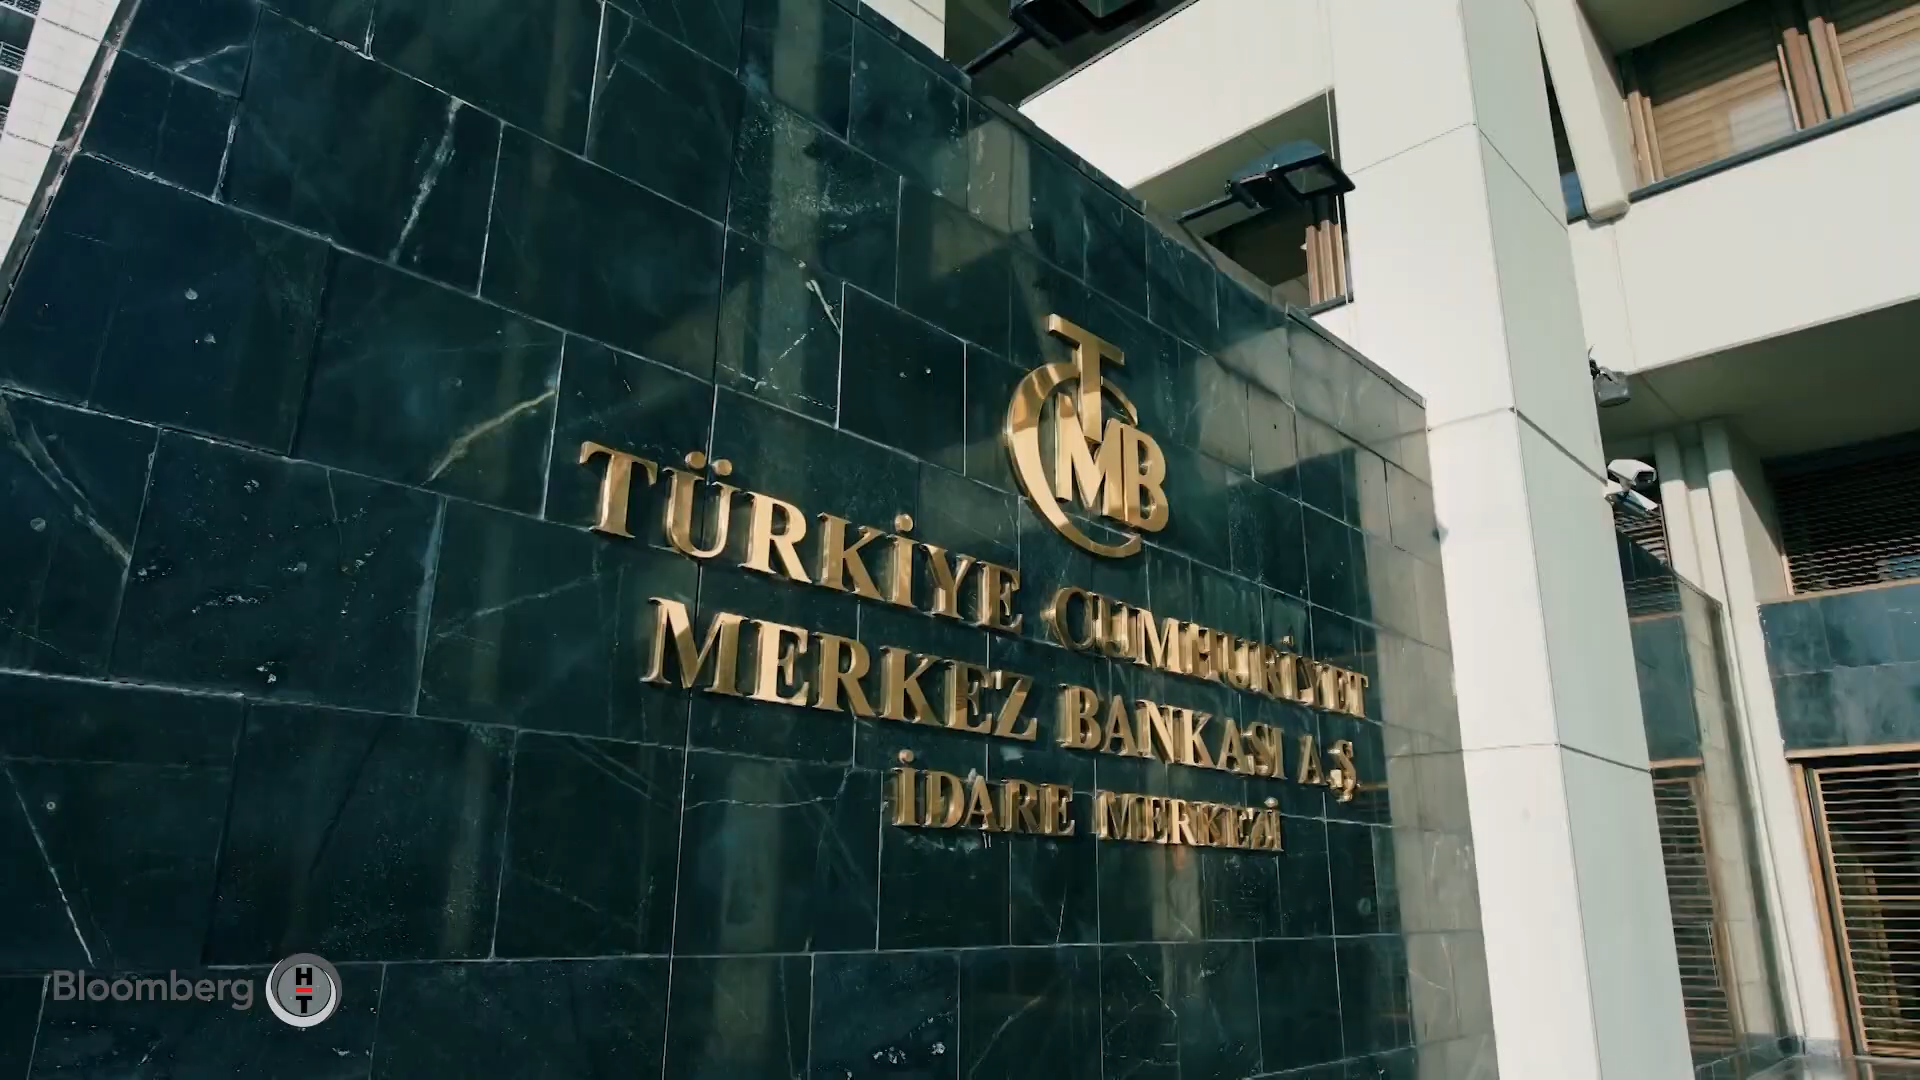 TCMB
TÜRKİYE CUMHURİYET
MERKEZ BANKASI A.Ş.
İDARE MERKEZİ
Bloomberg HT